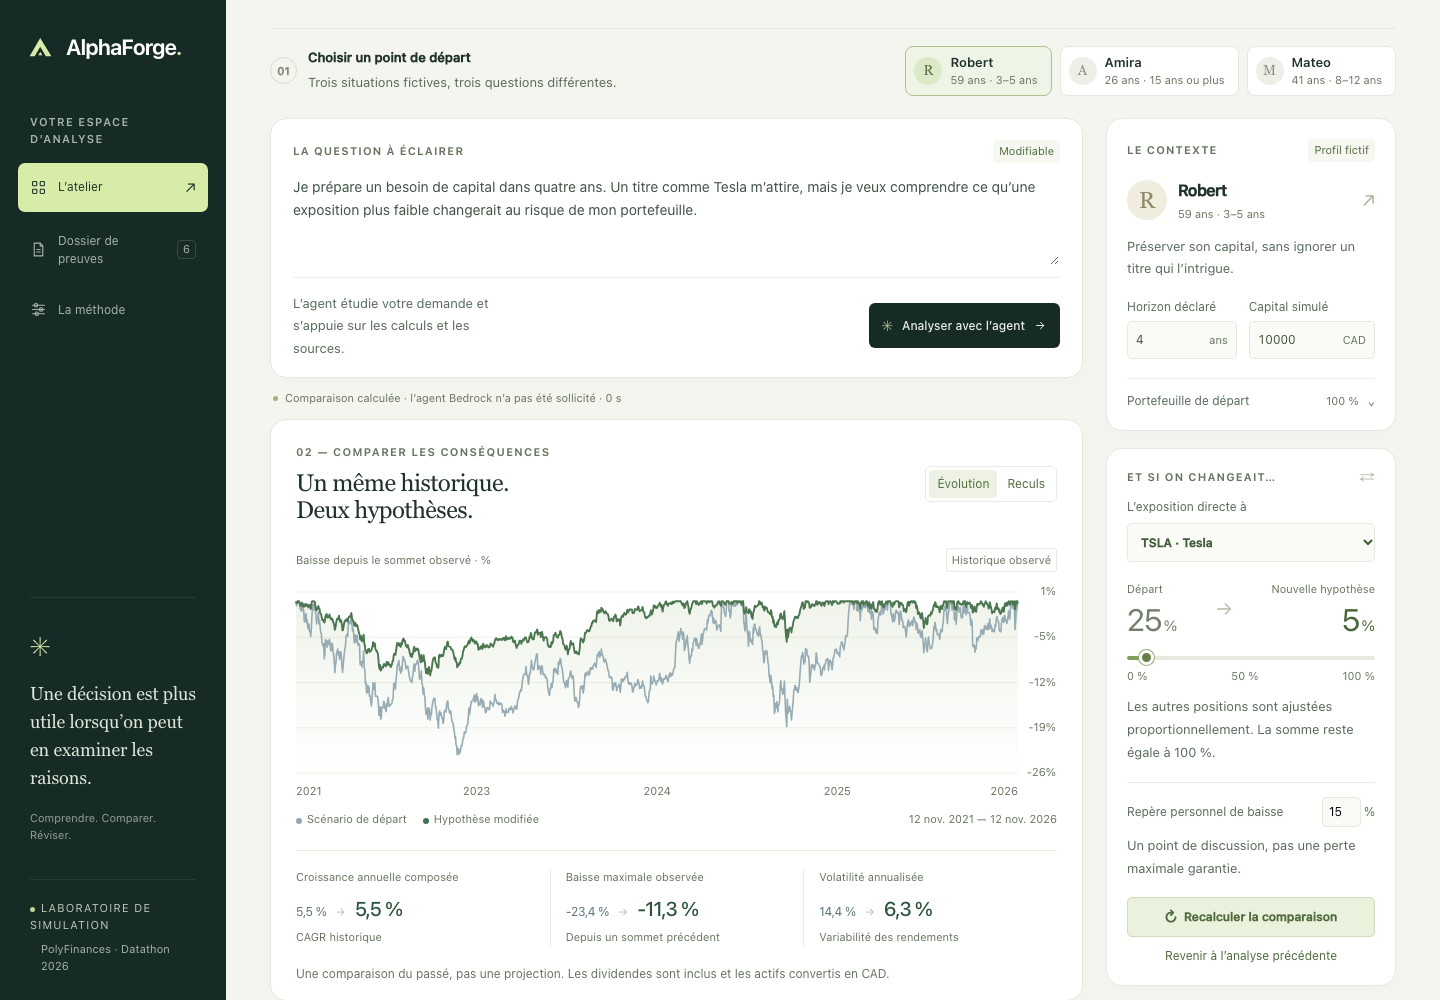 AlphaForge.
VOTRE ESPACE
D'ANALYSE
L'atelier
Dossier de
preuves
6
La méthode
Une décision est plus
utile lorsqu'on peut
en examiner les
raisons.
Comprendre. Comparer.
Réviser.
LABORATOIRE DE
SIMULATION
PolyFinances · Datathon
2026
01
Choisir un point de départ
Trois situations fictives, trois questions différentes.
R
Robert
59 ans · 3–5 ans
A
Amira
26 ans · 15 ans ou plus
M
Mateo
41 ans · 8–12 ans
LA QUESTION À ÉCLAIRER
Modifiable
Je prépare un besoin de capital dans quatre ans. Un titre comme Tesla m'attire, mais je veux comprendre ce qu'une
exposition plus faible changerait au risque de mon portefeuille.
L'agent étudie votre demande et
s'appuie sur les calculs et les
sources.
Analyser avec l'agent →
Comparaison calculée · l'agent Bedrock n'a pas été sollicité · 0 s
02 — COMPARER LES CONSÉQUENCES
Un même historique.
Deux hypothèses.
Évolution
Reculs
Baisse depuis le sommet observé · %
Historique observé
1%
-5%
-12%
-19%
-26%
2021 2023 2024 2025 2026
Scénario de départ
Hypothèse modifiée
12 nov. 2021 — 12 nov. 2026
Croissance annuelle composée
5,5 % → 5,5 %
CAGR historique
Baisse maximale observée
-23,4 % → -11,3 %
Depuis un sommet précédent
Volatilité annualisée
14,4 % → 6,3 %
Variabilité des rendements
Une comparaison du passé, pas une projection. Les dividendes sont inclus et les actifs convertis en CAD.
LE CONTEXTE
Profil fictif
R
Robert
59 ans · 3–5 ans
Préserver son capital, sans ignorer un
titre qui l'intrigue.
Horizon déclaré
4 ans
Capital simulé
10000 CAD
Portefeuille de départ
100 %
ET SI ON CHANGEAIT…
L'exposition directe à
TSLA · Tesla
Départ
25 %
→
Nouvelle hypothèse
5 %
0 % 50 % 100 %
Les autres positions sont ajustées
proportionnellement. La somme reste
égale à 100 %.
Repère personnel de baisse
15 %
Un point de discussion, pas une perte
maximale garantie.
Recalculer la comparaison
Revenir à l'analyse précédente